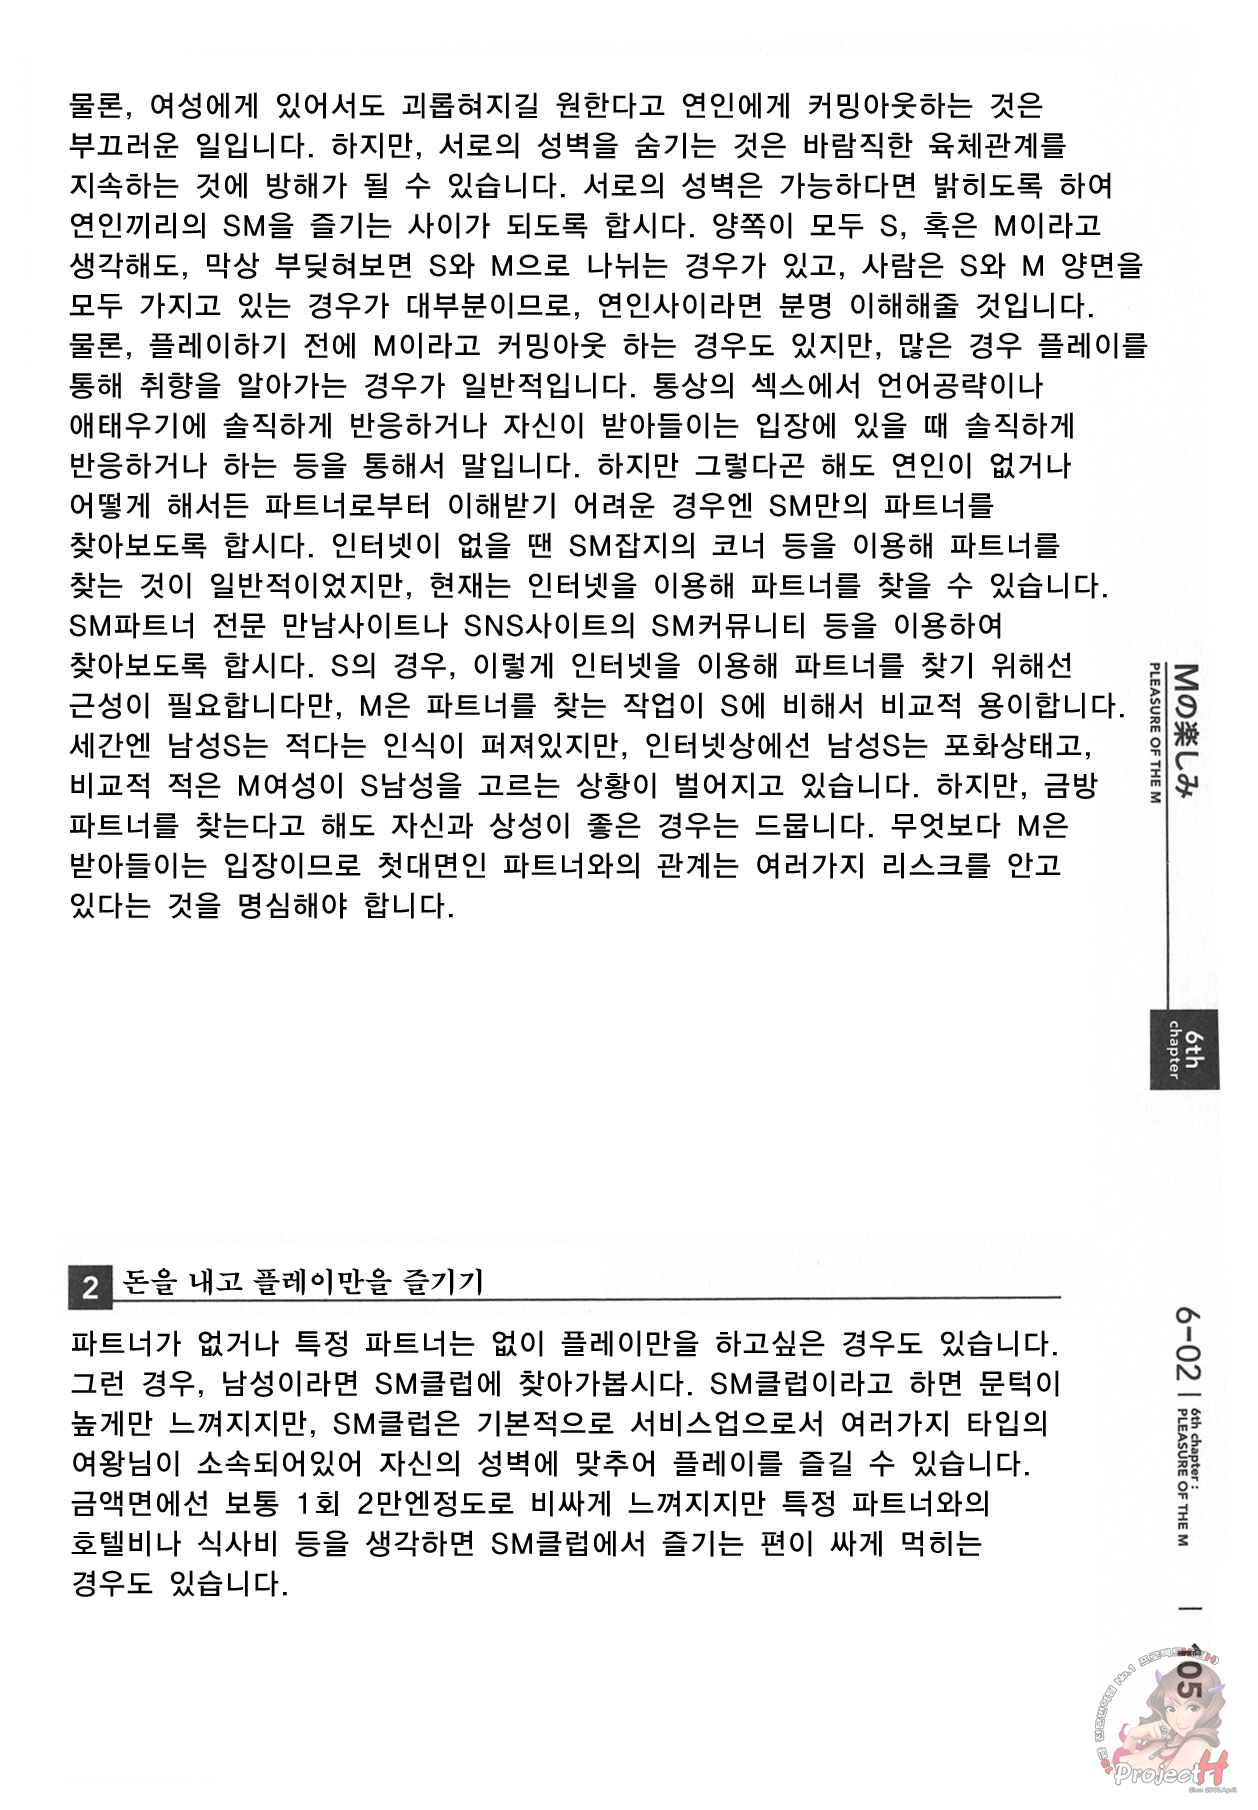 물론, 여성에게 있어서도 괴롭혀지길 원한다고 연인에게 커밍아웃하는 것은
부끄러운 일입니다. 하지만, 서로의 성벽을 숨기는 것은 바람직한 육체관계를
지속하는 것에 방해가 될 수 있습니다. 서로의 성벽은 가능하다면 밝히도록 하여
연인끼리의 SM을 즐기는 사이가 되도록 합시다. 양쪽이 모두 S, 혹은 M이라고
생각해도, 막상 부딪혀보면 S와 M으로 나뉘는 경우가 있고, 사람은 S와 M 양면을
모두 가지고 있는 경우가 대부분이므로, 연인사이라면 분명 이해해줄 것입니다.
물론, 플레이하기 전에 M이라고 커밍아웃 하는 경우도 있지만, 많은 경우 플레이를
통해 취향을 알아가는 경우가 일반적입니다. 통상의 섹스에서 언어공략이나
애태우기에 솔직하게 반응하거나 자신이 받아들이는 입장에 있을 때 솔직하게
반응하거나 하는 등을 통해서 말입니다. 하지만 그렇다곤 해도 연인이 없거나
어떻게 해서든 파트너로부터 이해받기 어려운 경우엔 SM만의 파트너를
찾아보도록 합시다. 인터넷이 없을 땐 SM잡지의 코너 등을 이용해 파트너를
찾는 것이 일반적이었지만, 현재는 인터넷을 이용해 파트너를 찾을 수 있습니다.
SM파트너 전문 만남사이트나 SNS사이트의 SM커뮤니티 등을 이용하여
찾아보도록 합시다. S의 경우, 이렇게 인터넷을 이용해 파트너를 찾기 위해선
근성이 필요합니다만, M은 파트너를 찾는 작업이 S에 비해서 비교적 용이합니다.
세간엔 남성S는 적다는 인식이 퍼져있지만, 인터넷상에선 남성S는 포화상태고,
비교적 적은 M여성이 S남성을 고르는 상황이 벌어지고 있습니다. 하지만, 금방
파트너를 찾는다고 해도 자신과 상성이 좋은 경우는 드뭅니다. 무엇보다 M은
받아들이는 입장이므로 첫대면인 파트너와의 관계는 여러가지 리스크를 안고
있다는 것을 명심해야 합니다.
Mの楽しみ
PLEASURE OF THE M
6th
chapter
2 돈을 내고 플레이만을 즐기기
파트너가 없거나 특정 파트너는 없이 플레이만을 하고싶은 경우도 있습니다.
그런 경우, 남성이라면 SM클럽에 찾아가봅시다. SM클럽이라고 하면 문턱이
높게만 느껴지지만, SM클럽은 기본적으로 서비스업으로서 여러가지 타입의
여왕님이 소속되어있어 자신의 성벽에 맞추어 플레이를 즐길 수 있습니다.
금액면에선 보통 1회 2만엔정도로 비싸게 느껴지지만 특정 파트너와의
호텔비나 식사비 등을 생각하면 SM클럽에서 즐기는 편이 싸게 먹히는
경우도 있습니다.
6-02
6th chapter :
PLEASURE OF THE M
105
ProjectH
Since 2007.April